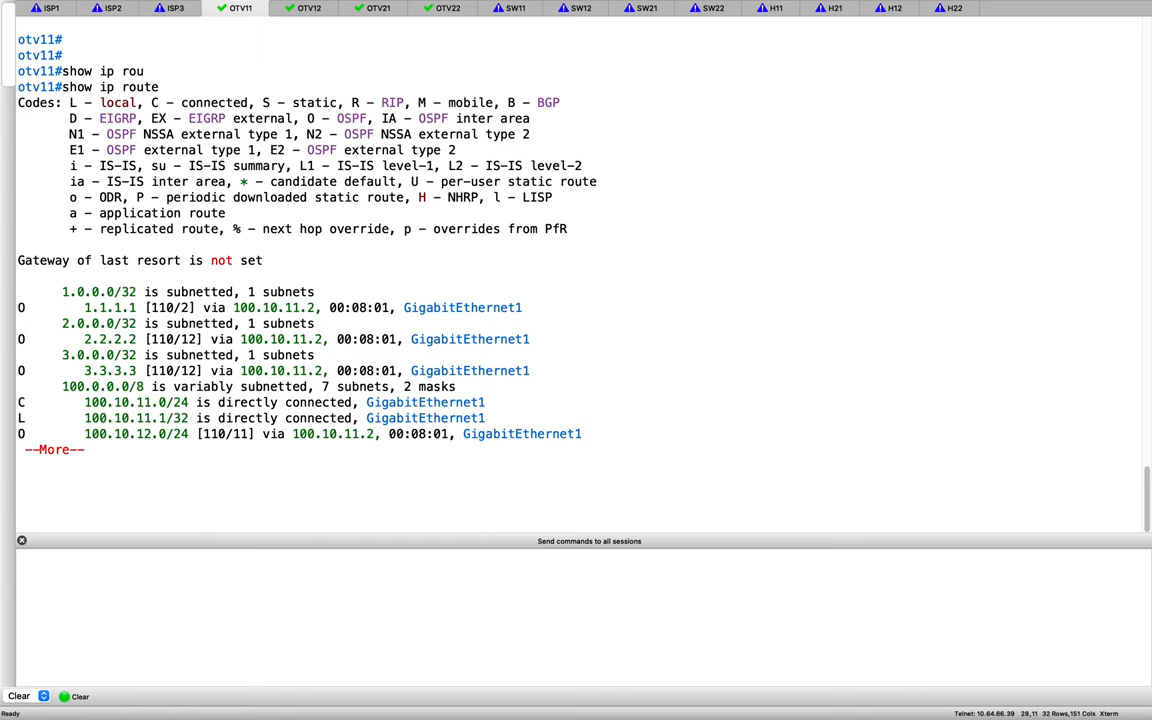 ISP1 ISP2 ISP3 OTV11 OTV12 OTV21 OTV22 SW11 SW12 SW21 SW22 H11 H21 H12 H22
otv11#
otv11#
otv11#show ip rou
otv11#show ip route
Codes: L - local, C - connected, S - static, R - RIP, M - mobile, B - BGP
       D - EIGRP, EX - EIGRP external, O - OSPF, IA - OSPF inter area
       N1 - OSPF NSSA external type 1, N2 - OSPF NSSA external type 2
       E1 - OSPF external type 1, E2 - OSPF external type 2
       i - IS-IS, su - IS-IS summary, L1 - IS-IS level-1, L2 - IS-IS level-2
       ia - IS-IS inter area, * - candidate default, U - per-user static route
       o - ODR, P - periodic downloaded static route, H - NHRP, l - LISP
       a - application route
       + - replicated route, % - next hop override, p - overrides from PfR
Gateway of last resort is not set
      1.0.0.0/32 is subnetted, 1 subnets
O        1.1.1.1 [110/2] via 100.10.11.2, 00:08:01, GigabitEthernet1
      2.0.0.0/32 is subnetted, 1 subnets
O        2.2.2.2 [110/12] via 100.10.11.2, 00:08:01, GigabitEthernet1
      3.0.0.0/32 is subnetted, 1 subnets
O        3.3.3.3 [110/12] via 100.10.11.2, 00:08:01, GigabitEthernet1
      100.0.0.0/8 is variably subnetted, 7 subnets, 2 masks
C        100.10.11.0/24 is directly connected, GigabitEthernet1
L        100.10.11.1/32 is directly connected, GigabitEthernet1
O        100.10.12.0/24 [110/11] via 100.10.11.2, 00:08:01, GigabitEthernet1
 --More--
Send commands to all sessions
Clear Clear
Ready Telnet: 10.64.66.39 28,11 32 Rows,151 Cols Xterm